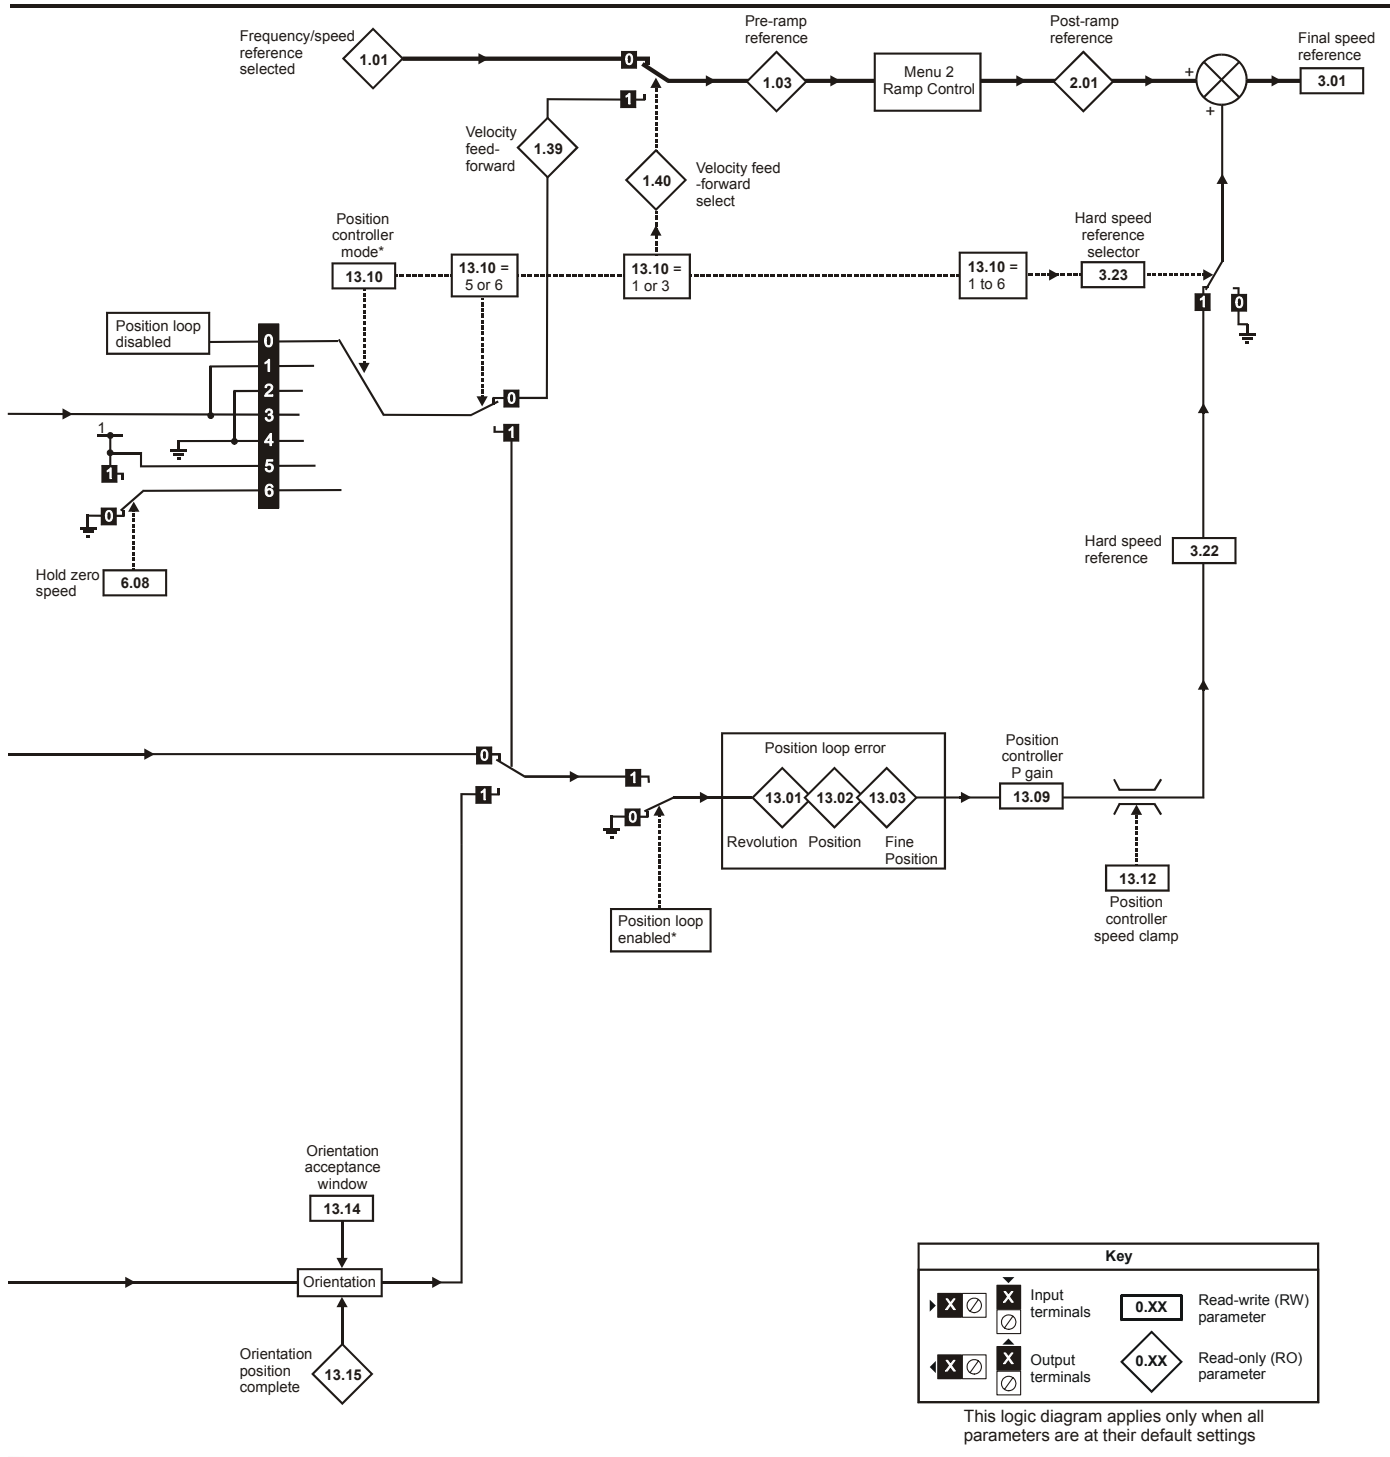 Frequency/speed
reference
selected
1.01
0
Pre-ramp
reference
1.03
Menu 2
Ramp Control
Post-ramp
reference
2.01
+
+
Final speed
reference
3.01
1
Velocity
feed-
forward
1.39
1.40
Velocity feed
-forward
select
Position
controller
mode*
13.10
13.10 =
5 or 6
13.10 =
1 or 3
13.10 =
1 to 6
Hard speed
reference
selector
3.23
1
0
Position loop
disabled
0
1
2
3
4
5
6
0
1
1
1
0
Hold zero
speed
6.08
Hard speed
reference
3.22
0
1
1
0
Position loop error
13.01
13.02
13.03
Revolution
Position
Fine
Position
Position
controller
P gain
13.09
13.12
Position
controller
speed clamp
Position loop
enabled*
Orientation
acceptance
window
13.14
Orientation
Orientation
position
complete
13.15
Key
X
X
Input
terminals
0.XX
Read-write (RW)
parameter
X
X
Output
terminals
0.XX
Read-only (RO)
parameter
This logic diagram applies only when all
parameters are at their default settings